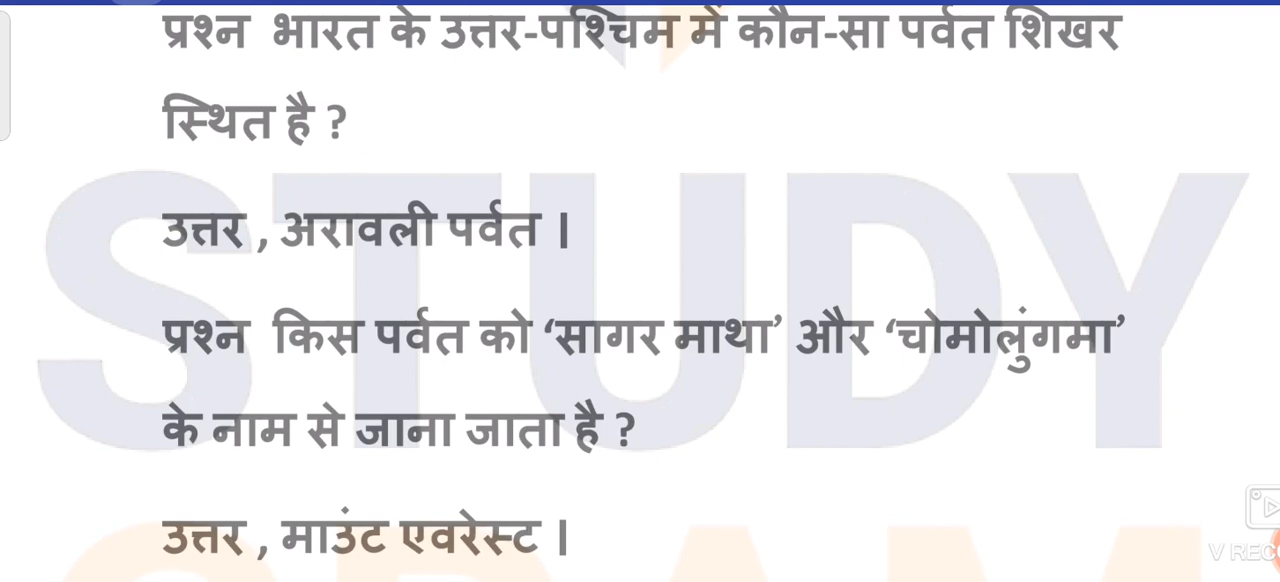 प्रश्न भारत के उत्तर-पश्चिम में कौन-सा पर्वत शिखर
स्थित है ?
उत्तर , अरावली पर्वत ।
प्रश्न किस पर्वत को ‘सागर माथा’ और ‘चोमोलुंगमा’
के नाम से जाना जाता है ?
उत्तर , माउंट एवरेस्ट ।
STUDY
V REC